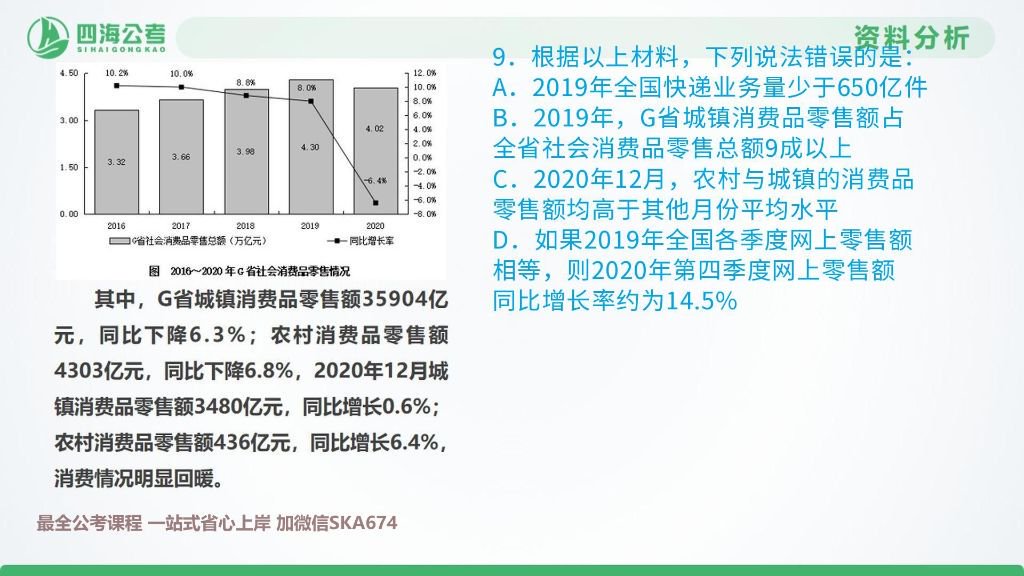 四海公考
SIHAIGONGKAO
资料分析
4.50
3.00
1.50
0.00
12.0%
10.0%
8.0%
6.0%
4.0%
2.0%
0.0%
-2.0%
-4.0%
-6.0%
-8.0%
10.2%
10.0%
8.8%
8.0%
-6.4%
3.32
3.66
3.98
4.30
4.02
2016
2017
2018
2019
2020
G省社会消费品零售总额（万亿元）
同比增长率
图 2016～2020 年 G 省社会消费品零售情况
其中，G省城镇消费品零售额35904亿
元，同比下降6.3%；农村消费品零售额
4303亿元，同比下降6.8%，2020年12月城
镇消费品零售额3480亿元，同比增长0.6%；
农村消费品零售额436亿元，同比增长6.4%，
消费情况明显回暖。
9．根据以上材料，下列说法错误的是：
A．2019年全国快递业务量少于650亿件
B．2019年，G省城镇消费品零售额占
全省社会消费品零售总额9成以上
C．2020年12月，农村与城镇的消费品
零售额均高于其他月份平均水平
D．如果2019年全国各季度网上零售额
相等，则2020年第四季度网上零售额
同比增长率约为14.5%
最全公考课程 一站式省心上岸 加微信SKA674